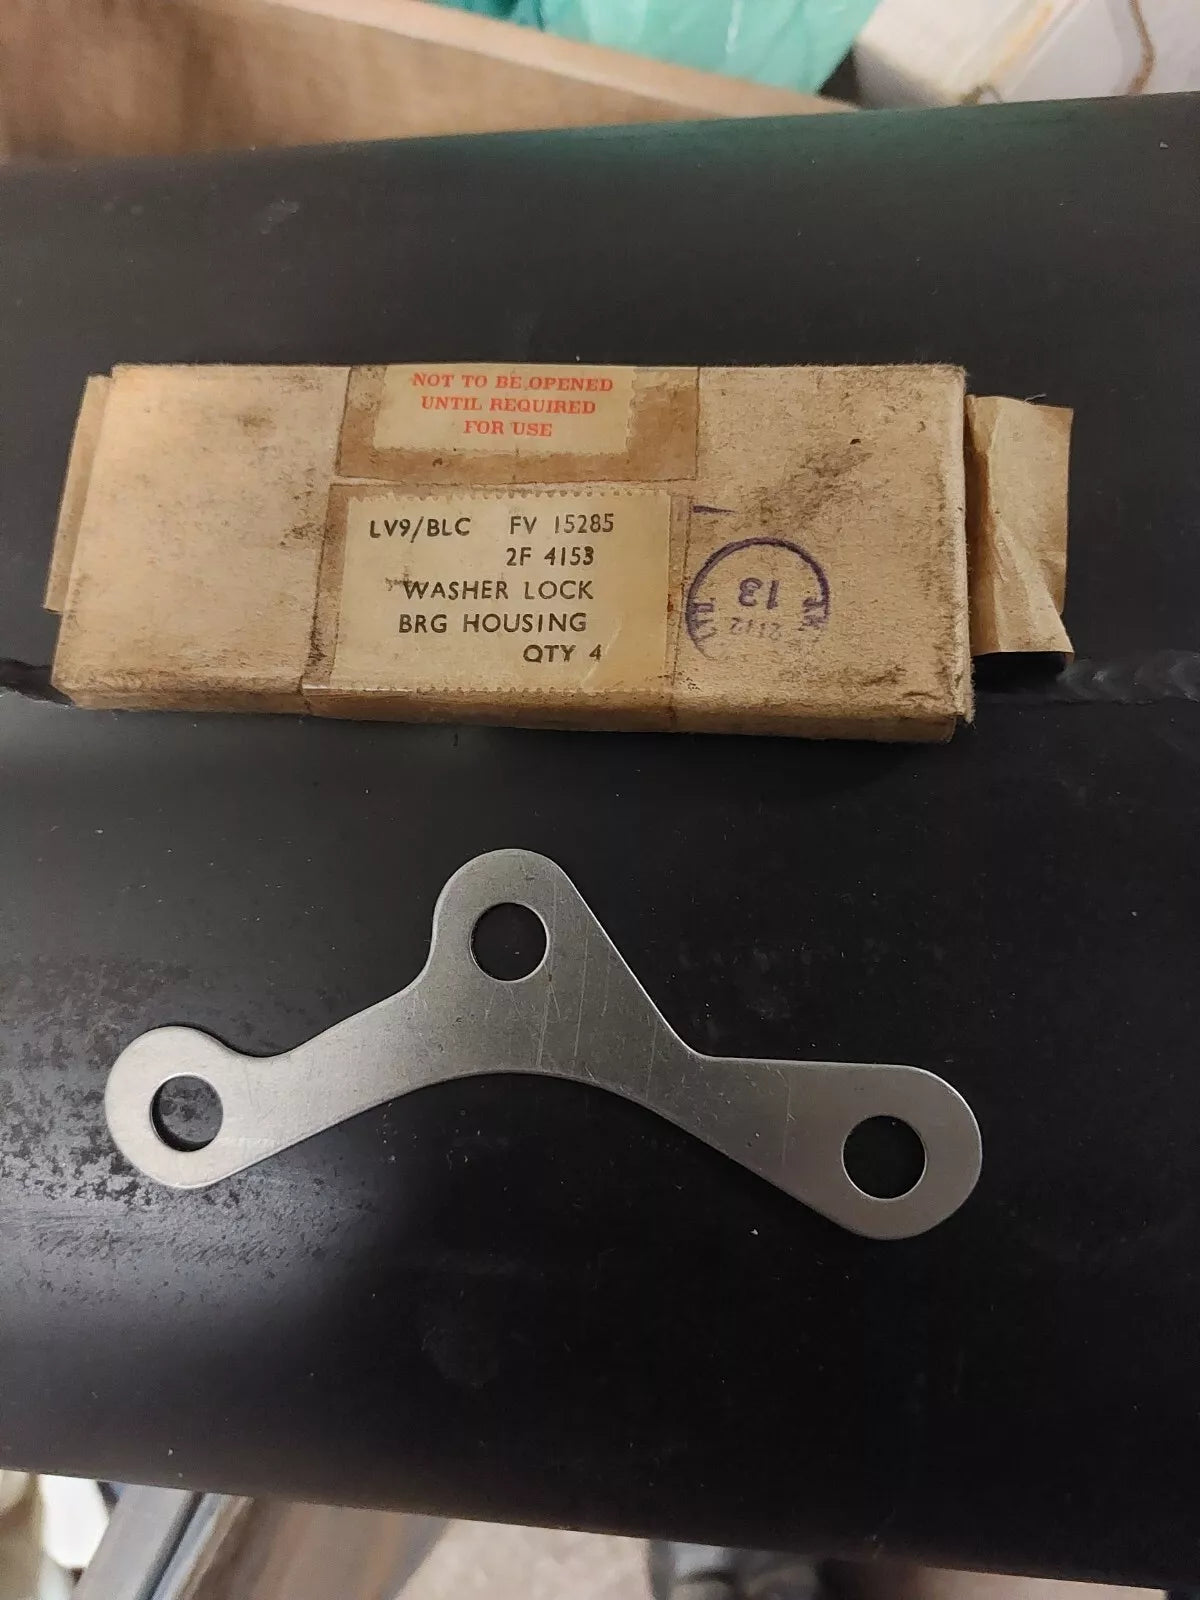 NOT TO BE OPENED
UNTIL REQUIRED
FOR USE
LV9/BLC FV 15285
2F 4153
WASHER LOCK
BRG HOUSING
QTY 4
13